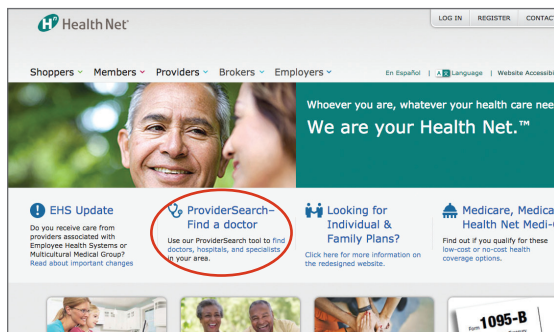 Health Net
LOG IN REGISTER CONTACT
Shoppers Members Providers Brokers Employers
En Español | Language | Website Accessibi
Whoever you are, whatever your health care nee
We are your Health Net.™
EHS Update
Do you receive care from
providers associated with
Employee Health Systems or
Multicultural Medical Group?
Read about important changes
ProviderSearch–
Find a doctor
Use our ProviderSearch tool to find
doctors, hospitals, and specialists
in your area.
Looking for
Individual &
Family Plans?
Click here for more information on
the redesigned website.
Medicare, Medica
Health Net Medi-
Find out if you qualify for these
low-cost or no-cost health
coverage options.
Form 1095-B